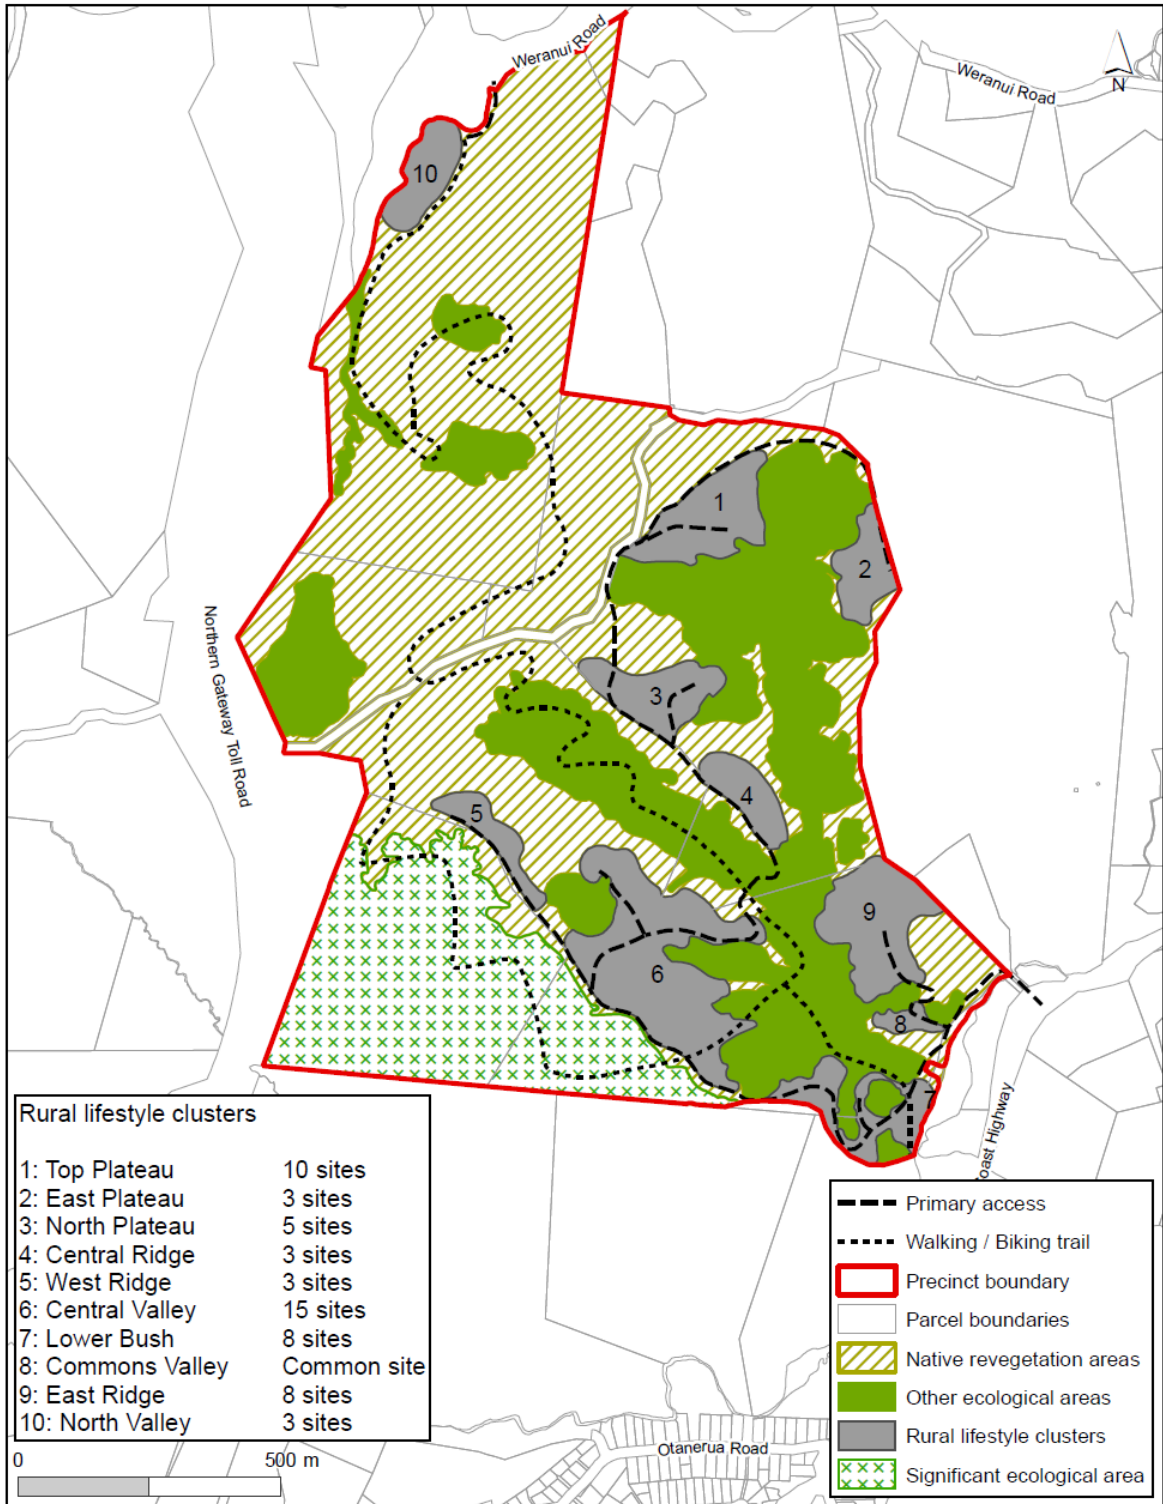 Weranui Road
Weranui Road
N
10
1
2
3
4
5
6
7
8
9
Northern Gateway Toll Road
oast Highway
Rural lifestyle clusters
1: Top Plateau 10 sites
2: East Plateau 3 sites
3: North Plateau 5 sites
4: Central Ridge 3 sites
5: West Ridge 3 sites
6: Central Valley 15 sites
7: Lower Bush 8 sites
8: Commons Valley Common site
9: East Ridge 8 sites
10: North Valley 3 sites
0 500 m
Otanerua Road
Primary access
Walking / Biking trail
Precinct boundary
Parcel boundaries
Native revegetation areas
Other ecological areas
Rural lifestyle clusters
Significant ecological area